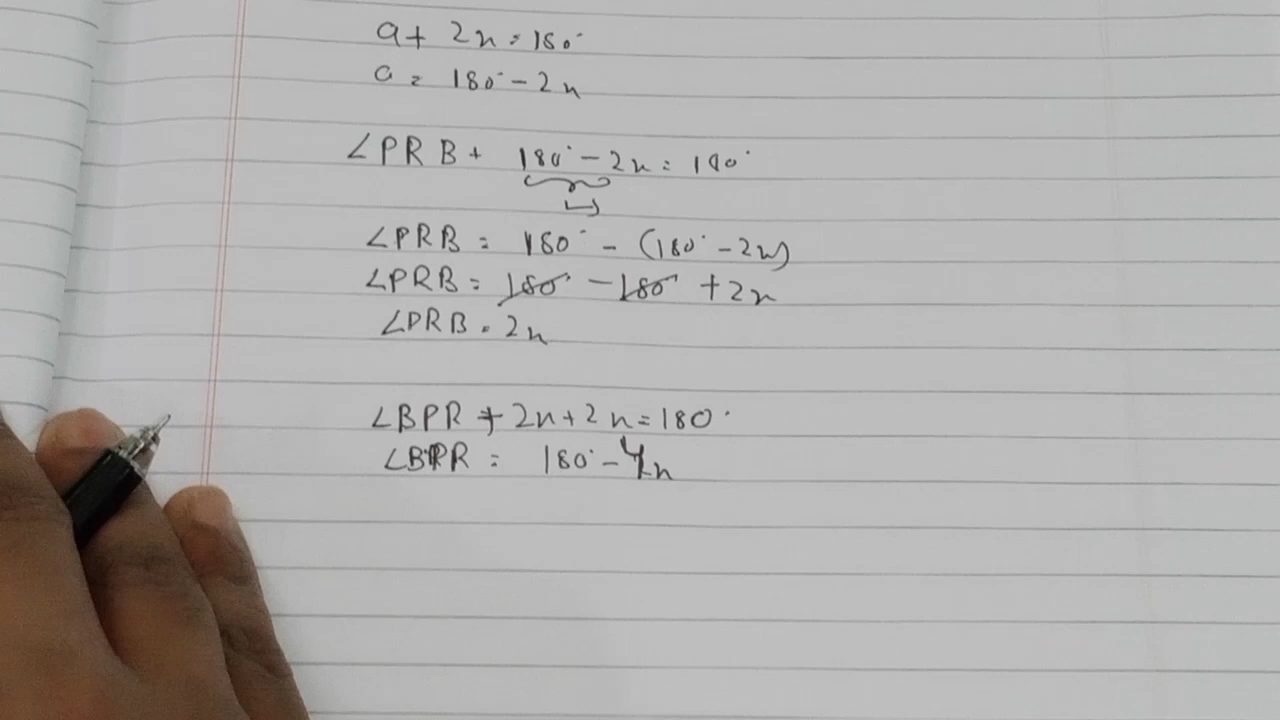 a + 2x = 180°
a = 180° - 2x
∠PRB + 180° - 2x = 180°
∠PRB = 180° - (180° - 2x)
∠PRB = 180° - 180° + 2x
∠PRB = 2x
∠BPR + 2x + 2x = 180°
∠BPR = 180° - 4x